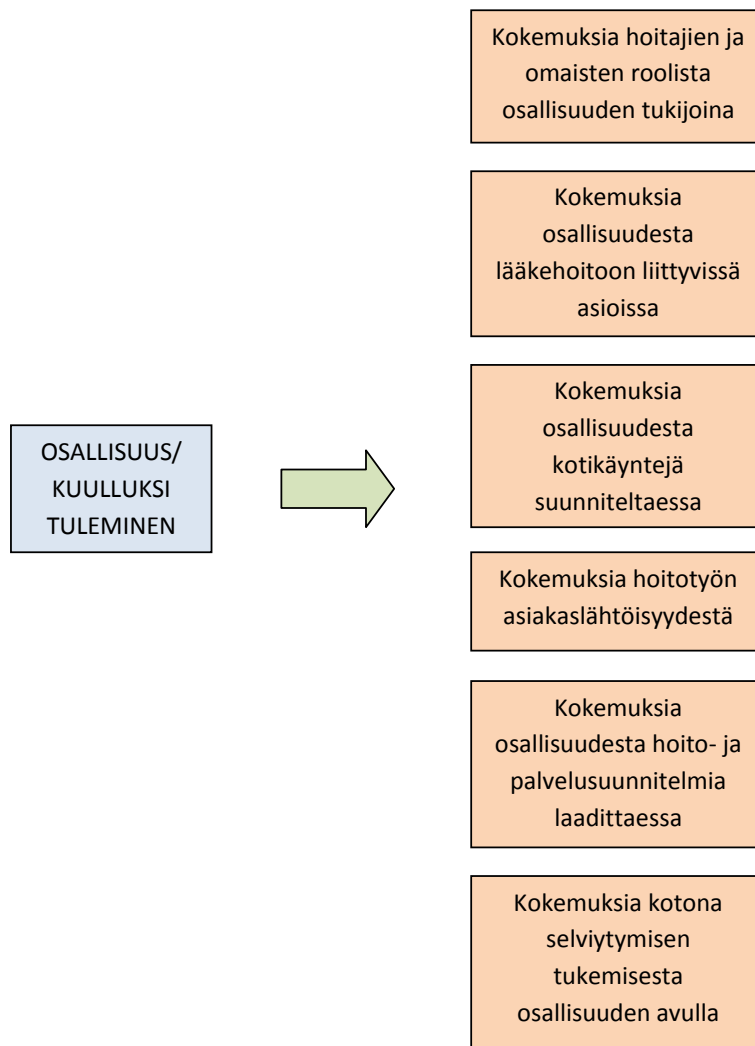 OSALLISUUS/
KUULLUKSI
TULEMINEN
Kokemuksia hoitajien ja
omaisten roolista
osallisuuden tukijoina
Kokemuksia
osallisuudesta
lääkehoitoon liittyvissä
asioissa
Kokemuksia
osallisuudesta
kotikäyntejä
suunniteltaessa
Kokemuksia hoitotyön
asiakaslähtöisyydestä
Kokemuksia
osallisuudesta hoito- ja
palvelusuunnitelmia
laadittaessa
Kokemuksia kotona
selviytymisen
tukemisesta
osallisuuden avulla